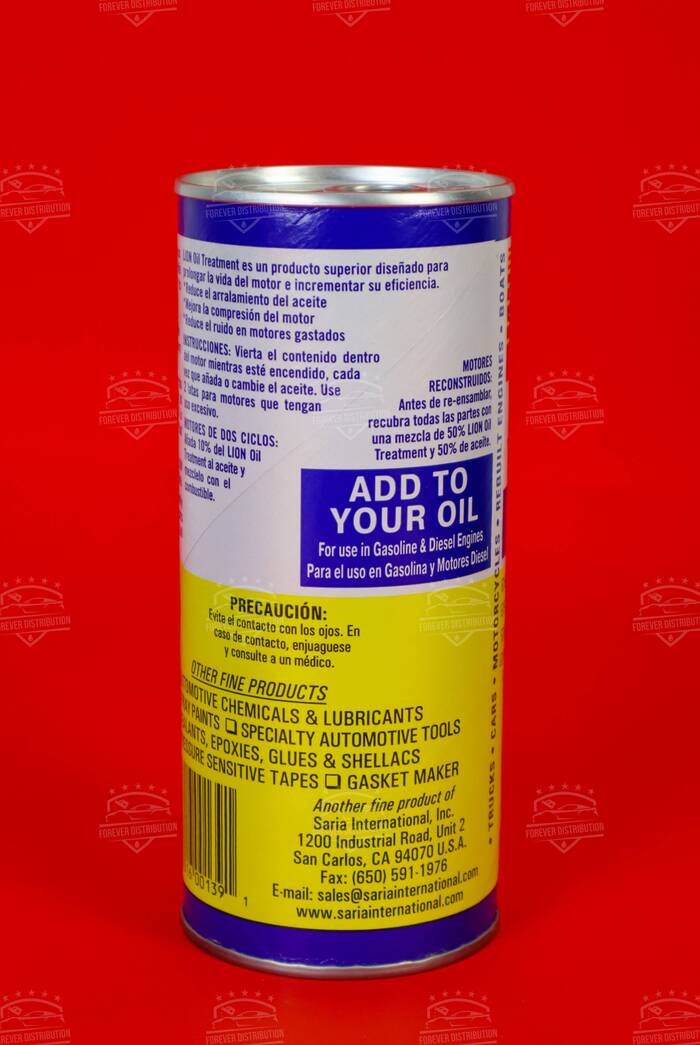 LION Oil Treatment es un producto superior diseñado para
prolongar la vida del motor e incrementar su eficiencia.
*Reduce el arralamiento del aceite
*Mejora la compresión del motor
*Reduce el ruido en motores gastados
INSTRUCCIONES: Vierta el contenido dentro
del motor mientras esté encendido, cada
vez que añada o cambie el aceite. Use
2 latas para motores que tengan
uso excesivo.
MOTORES DE DOS CICLOS:
Añada 10% del LION Oil
Treatment al aceite y
mezclelo con el
combustible.
MOTORES
RECONSTRUIDOS:
Antes de re-ensamblar,
recubra todas las partes con
una mezcla de 50% LION Oil
Treatment y 50% de aceite.
ADD TO
YOUR OIL
For use in Gasoline & Diesel Engines
Para el uso en Gasolina y Motores Diesel
• TRUCKS • CARS • MOTORCYCLES • REBUILT ENGINES • BOATS
PRECAUCIÓN:
Evite el contacto con los ojos. En
caso de contacto, enjuaguese
y consulte a un médico.
OTHER FINE PRODUCTS
CHEMICALS & LUBRICANTS
PAINTS ❑ SPECIALTY AUTOMOTIVE TOOLS
EPOXIES, GLUES & SHELLACS
SENSITIVE TAPES ❑ GASKET MAKER
Another fine product of
Saria International, Inc.
1200 Industrial Road, Unit 2
San Carlos, CA 94070 U.S.A.
Fax: (650) 591-1976
E-mail: sales@sariainternational.com
www.sariainternational.com
00139 1
FOREVER DISTRIBUTION